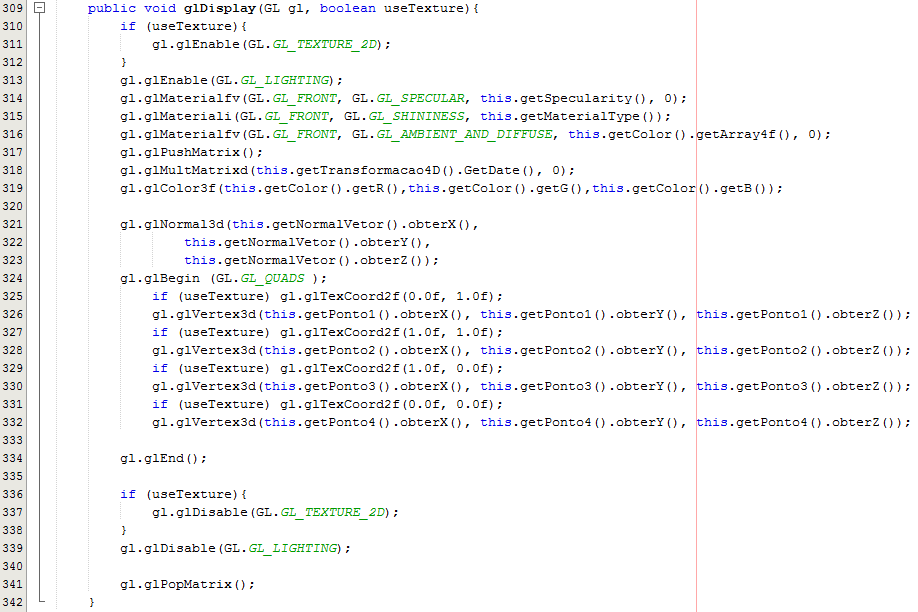 309 public void glDisplay(GL gl, boolean useTexture){
310 if (useTexture){
311 gl.glEnable(GL.GL_TEXTURE_2D);
312 }
313 gl.glEnable(GL.GL_LIGHTING);
314 gl.glMaterialfv(GL.GL_FRONT, GL.GL_SPECULAR, this.getSpecularity(), 0);
315 gl.glMateriali(GL.GL_FRONT, GL.GL_SHININESS, this.getMaterialType());
316 gl.glMaterialfv(GL.GL_FRONT, GL.GL_AMBIENT_AND_DIFFUSE, this.getColor().getArray4f(), 0);
317 gl.glPushMatrix();
318 gl.glMultMatrixd(this.getTransformacao4D().GetDate(), 0);
319 gl.glColor3f(this.getColor().getR(),this.getColor().getG(),this.getColor().getB());
320
321 gl.glNormal3d(this.getNormalVetor().obterX(),
322 this.getNormalVetor().obterY(),
323 this.getNormalVetor().obterZ());
324 gl.glBegin (GL.GL_QUADS );
325 if (useTexture) gl.glTexCoord2f(0.0f, 1.0f);
326 gl.glVertex3d(this.getPonto1().obterX(), this.getPonto1().obterY(), this.getPonto1().obterZ());
327 if (useTexture) gl.glTexCoord2f(1.0f, 1.0f);
328 gl.glVertex3d(this.getPonto2().obterX(), this.getPonto2().obterY(), this.getPonto2().obterZ());
329 if (useTexture) gl.glTexCoord2f(1.0f, 0.0f);
330 gl.glVertex3d(this.getPonto3().obterX(), this.getPonto3().obterY(), this.getPonto3().obterZ());
331 if (useTexture) gl.glTexCoord2f(0.0f, 0.0f);
332 gl.glVertex3d(this.getPonto4().obterX(), this.getPonto4().obterY(), this.getPonto4().obterZ());
333
334 gl.glEnd();
335
336 if (useTexture){
337 gl.glDisable(GL.GL_TEXTURE_2D);
338 }
339 gl.glDisable(GL.GL_LIGHTING);
340
341 gl.glPopMatrix();
342 }